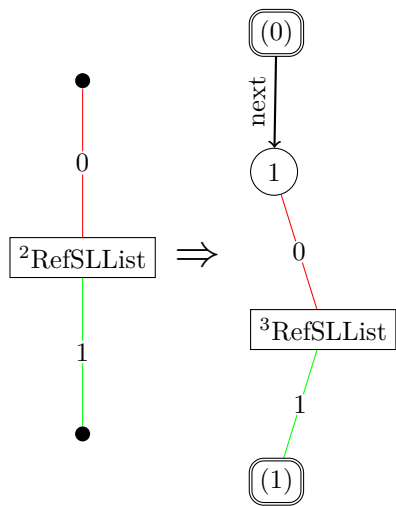 0
²RefSLList
1
⇒
(0)
next
1
0
³RefSLList
1
(1)